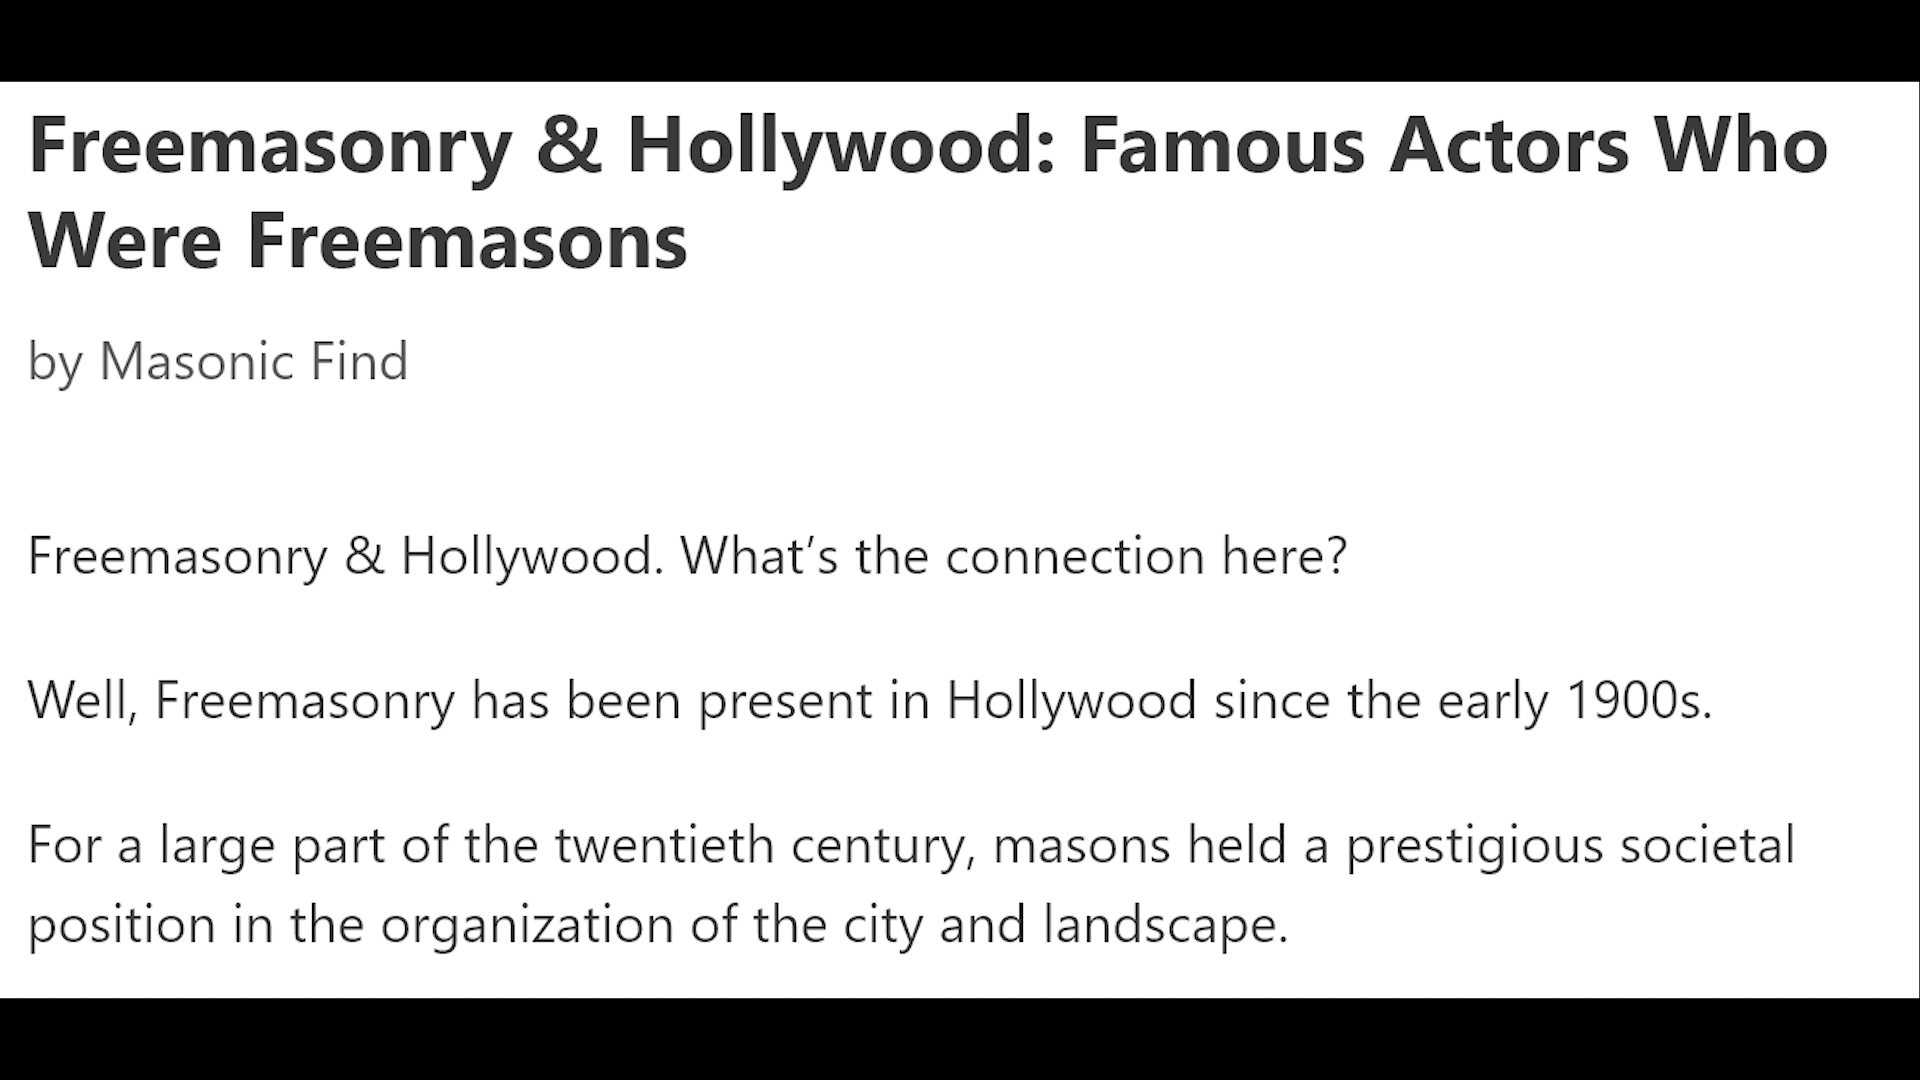 Freemasonry & Hollywood: Famous Actors Who
Were Freemasons
by Masonic Find
Freemasonry & Hollywood. What’s the connection here?
Well, Freemasonry has been present in Hollywood since the early 1900s.
For a large part of the twentieth century, masons held a prestigious societal
position in the organization of the city and landscape.